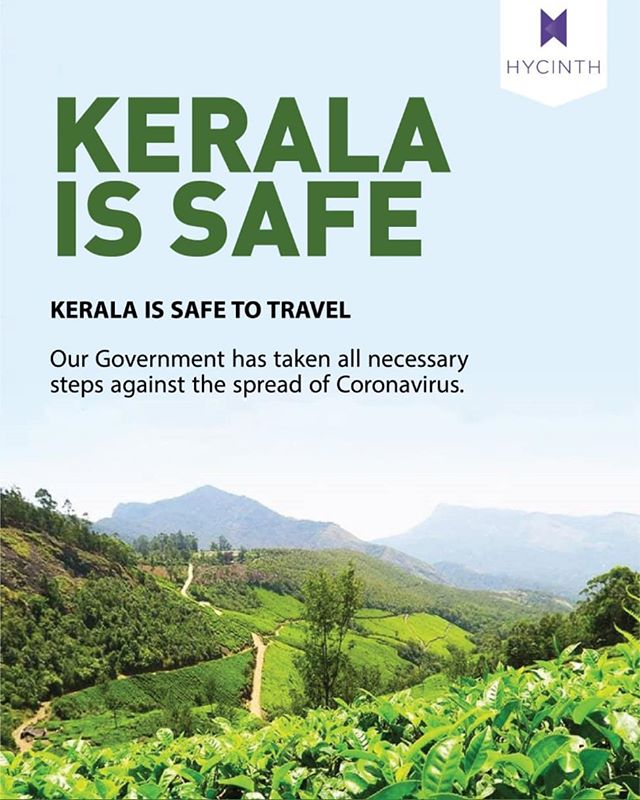 HYCINTH
KERALA
IS SAFE
KERALA IS SAFE TO TRAVEL
Our Government has taken all necessary
steps against the spread of Coronavirus.